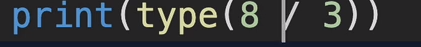 print(type(8 / 3))